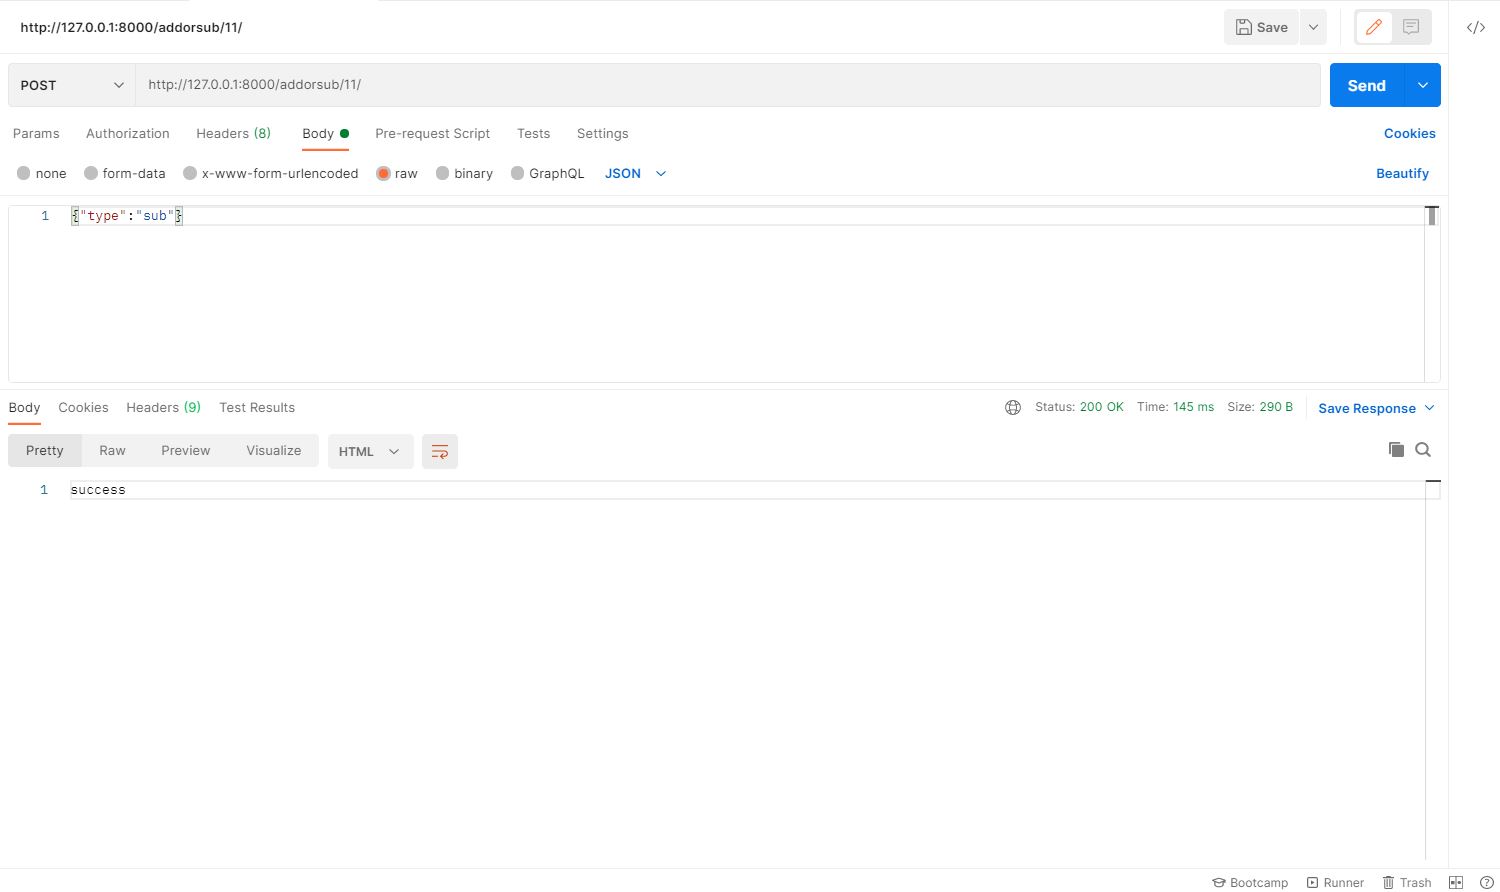 http://127.0.0.1:8000/addorsub/11/
Save
</>
POST
http://127.0.0.1:8000/addorsub/11/
Send
Params Authorization Headers (8) Body Pre-request Script Tests Settings Cookies
none form-data x-www-form-urlencoded raw binary GraphQL JSON Beautify
1 {"type":"sub"}
Body Cookies Headers (9) Test Results Status: 200 OK Time: 145 ms Size: 290 B Save Response
Pretty Raw Preview Visualize HTML
1 success
Bootcamp Runner Trash ?